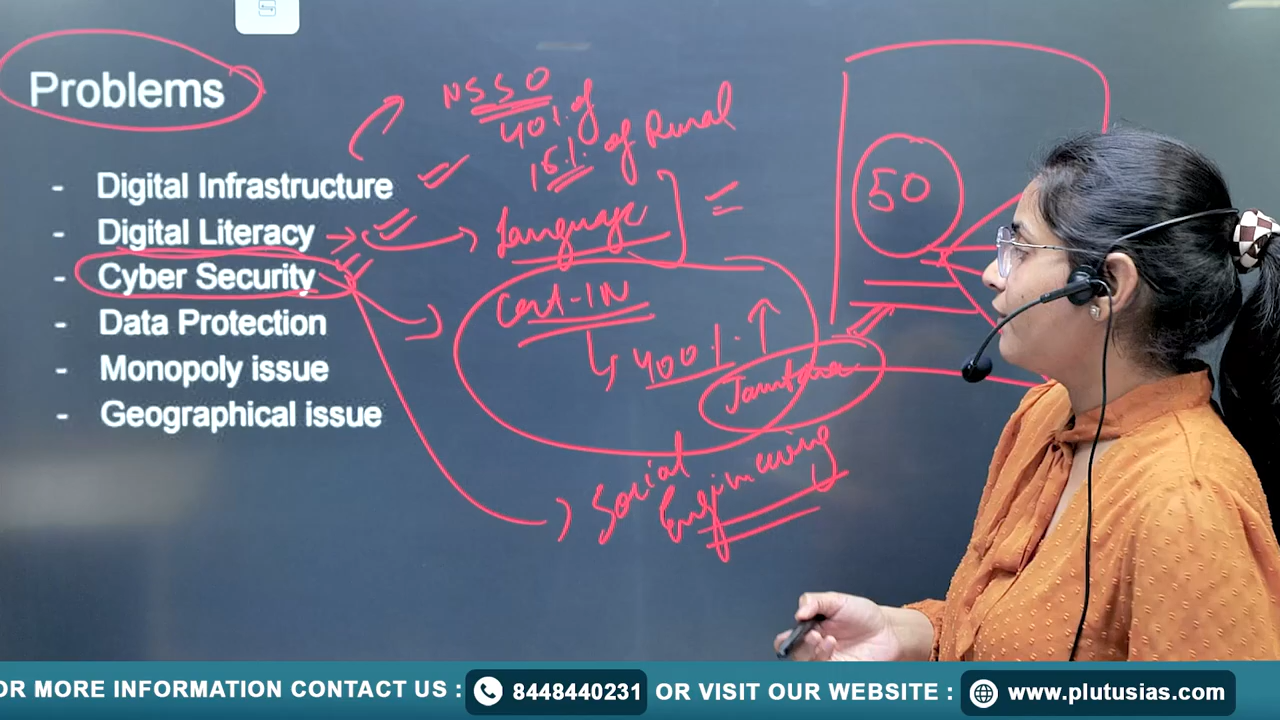 Problems
- Digital Infrastructure
- Digital Literacy
- Cyber Security
- Data Protection
- Monopoly issue
- Geographical issue
NSSO
40% of
15% of Rural
Language
Cert-IN
400% ↑
Jamtara
Social
Engineering
50
OR MORE INFORMATION CONTACT US : 8448440231 OR VISIT OUR WEBSITE : www.plutusias.com